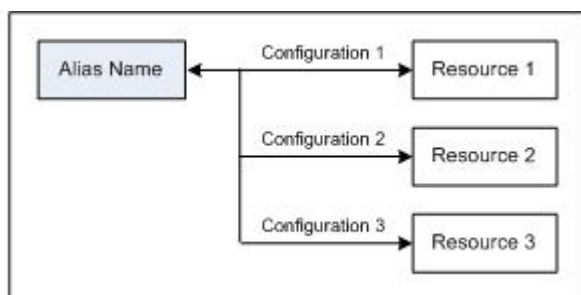 Alias Name
Configuration 1
Resource 1
Configuration 2
Resource 2
Configuration 3
Resource 3